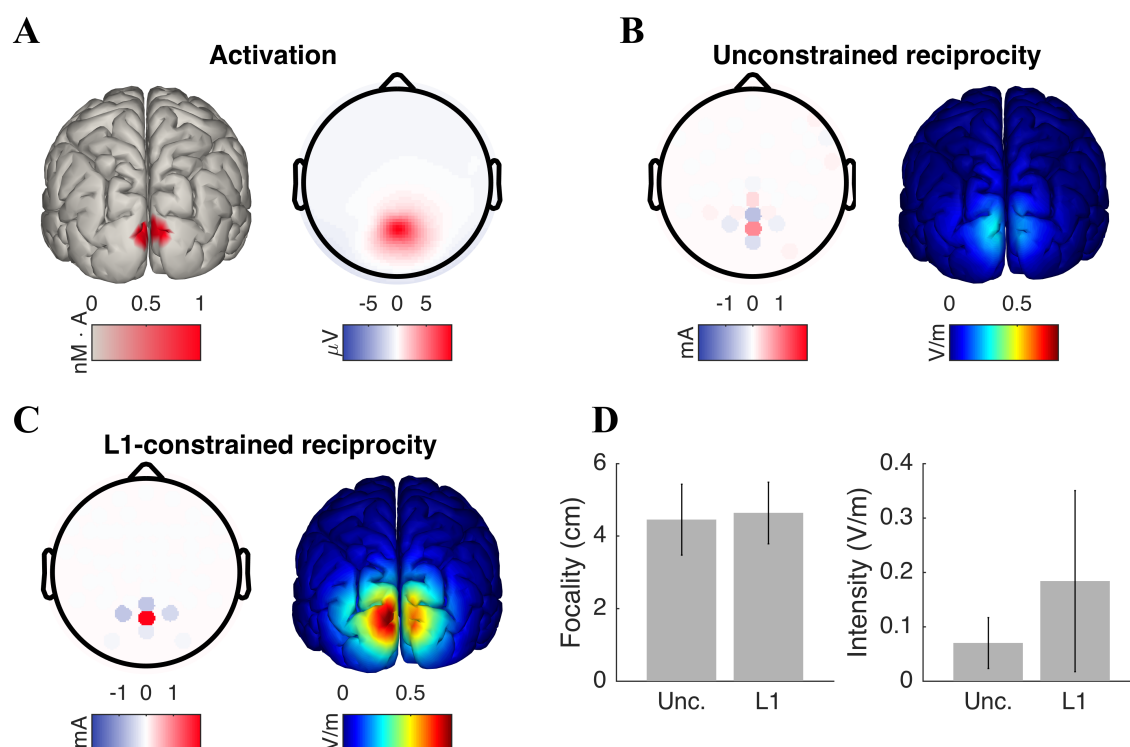 A
Activation
0 0.5 1
nM · A
-5 0 5
μV
B
Unconstrained reciprocity
-1 0 1
mA
0 0.5
V/m
C
L1-constrained reciprocity
-1 0 1
mA
0 0.5
V/m
D
6
4
2
0
Focality (cm)
Unc. L1
0.4
0.3
0.2
0.1
0
Intensity (V/m)
Unc. L1